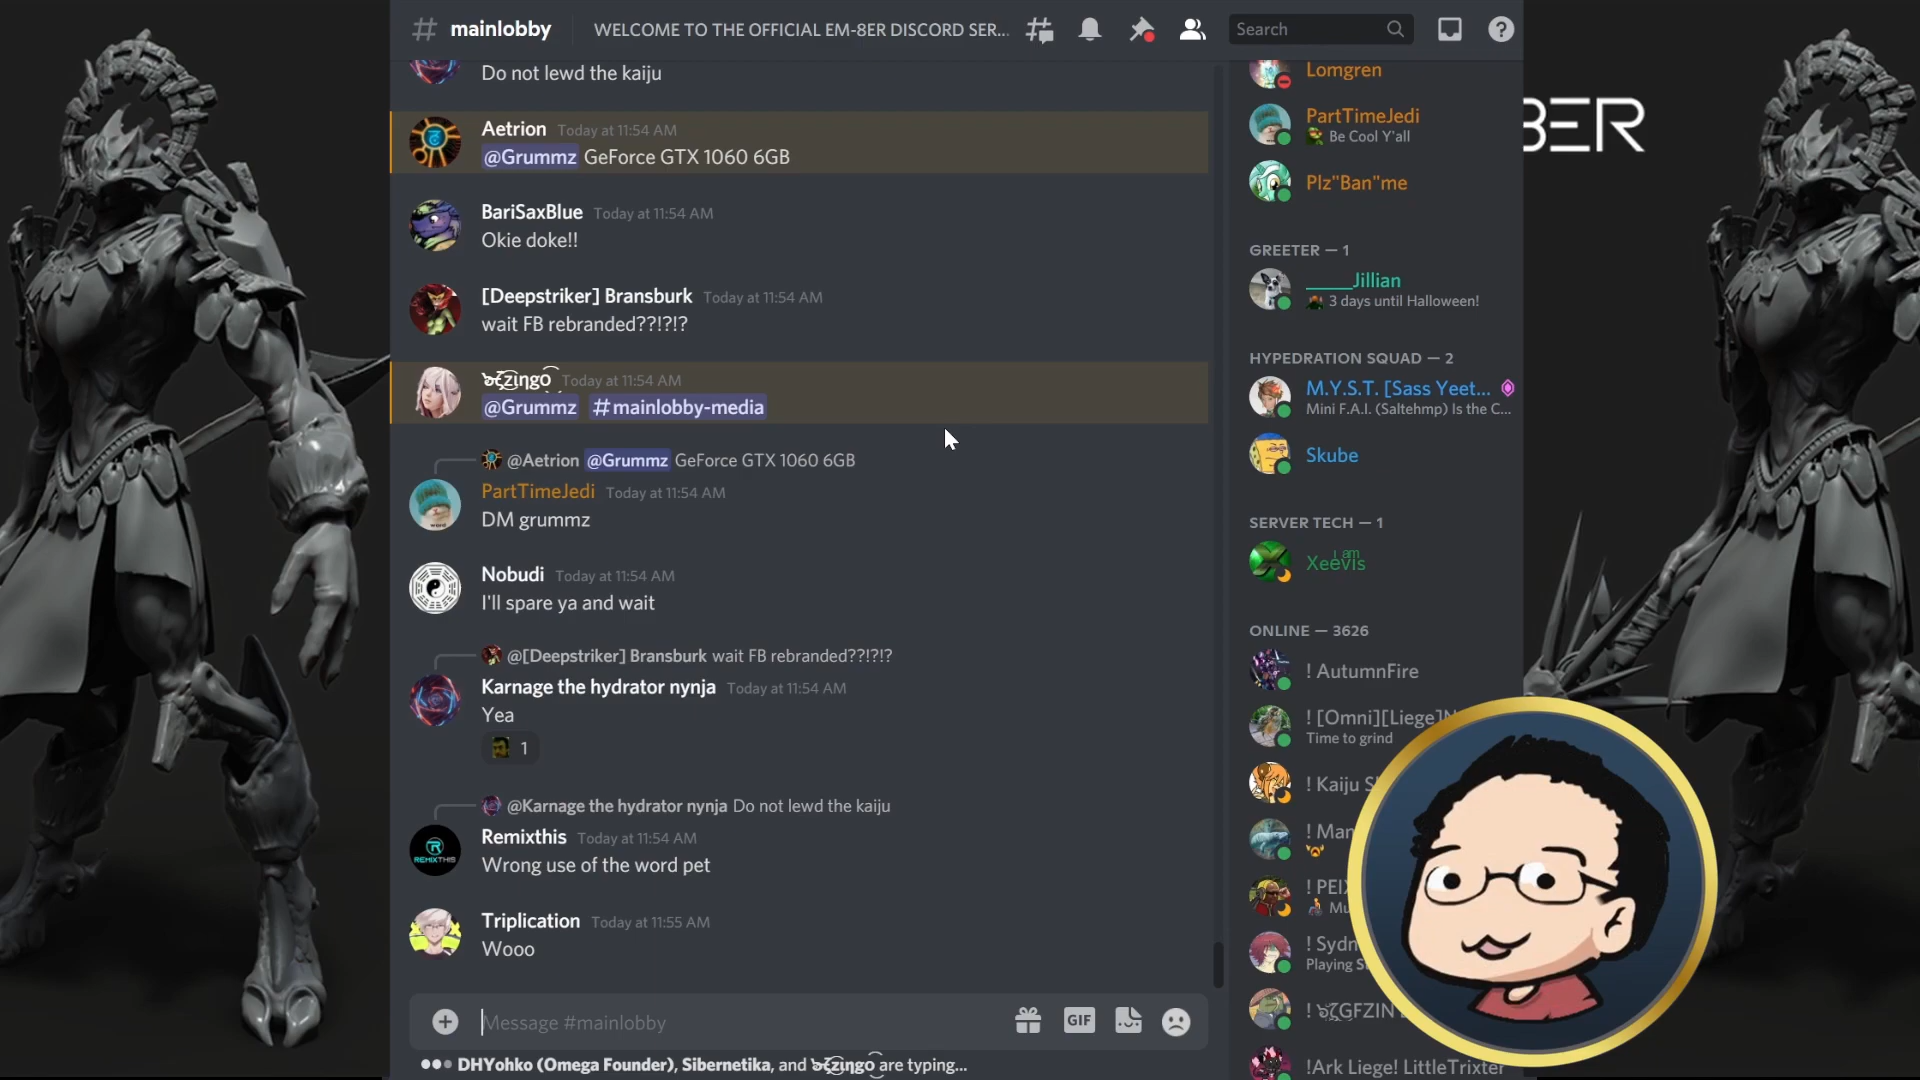 mainlobby
WELCOME TO THE OFFICIAL EM-8ER DISCORD SER...
Search
Do not lewd the kaiju
Aetrion Today at 11:54 AM
@Grummz GeForce GTX 1060 6GB
BariSaxBlue Today at 11:54 AM
Okie doke!!
[Deepstriker] Bransburk Today at 11:54 AM
wait FB rebranded??!?!?
Today at 11:54 AM
@Grummz #mainlobby-media
@Aetrion @Grummz GeForce GTX 1060 6GB
PartTimeJedi Today at 11:54 AM
DM grummz
Nobudi Today at 11:54 AM
I'll spare ya and wait
@[Deepstriker] Bransburk wait FB rebranded??!?!?
Karnage the hydrator nynja Today at 11:54 AM
Yea
1
@Karnage the hydrator nynja Do not lewd the kaiju
Remixthis Today at 11:54 AM
REMIXTHIS
Wrong use of the word pet
Triplication Today at 11:55 AM
Wooo
Message #mainlobby
GIF
DHYohko (Omega Founder), Sibernetika, and are typing...
Lomgren
PartTimeJedi
Be Cool Y'all
Plz"Ban"me
GREETER — 1
_____Jillian
3 days until Halloween!
HYPEDRATION SQUAD — 2
M.Y.S.T. [Sass Yeet...
Mini F.A.I. (Saltehmp) Is the C...
Skube
SERVER TECH — 1
ONLINE — 3626
! AutumnFire
! [Omni][Liege]
Time to grind
! Kaiju
! Man
! PEI
! Sydn
Playing
!Ark Liege! LittleTrixter
8ER